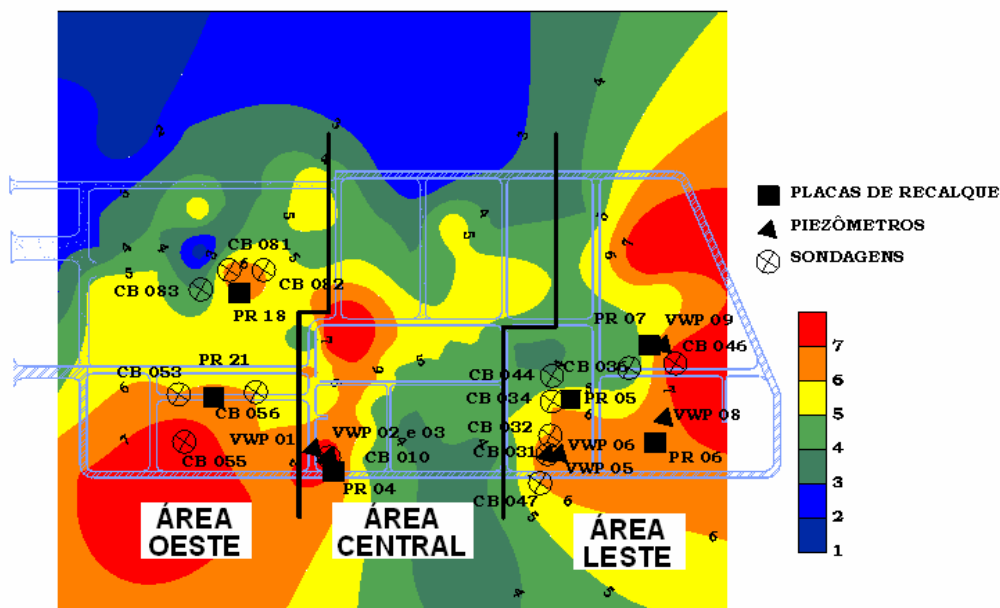 CB 081
CB 083
CB 082
PR 18
PR 21
CB 053
CB 056
CB 055
VWP 01
VWP 02 e 03
CB 010
PR 04
PR 07
VWP 09
CB 036
CB 046
CB 044
CB 034
PR 05
CB 032
VWP 08
CB 031
VWP 06
VWP 05
PR 06
CB 047
ÁREA
OESTE
ÁREA
CENTRAL
ÁREA
LESTE
PLACAS DE RECALQUE
PIEZÔMETROS
SONDAGENS
7
6
5
4
3
2
1